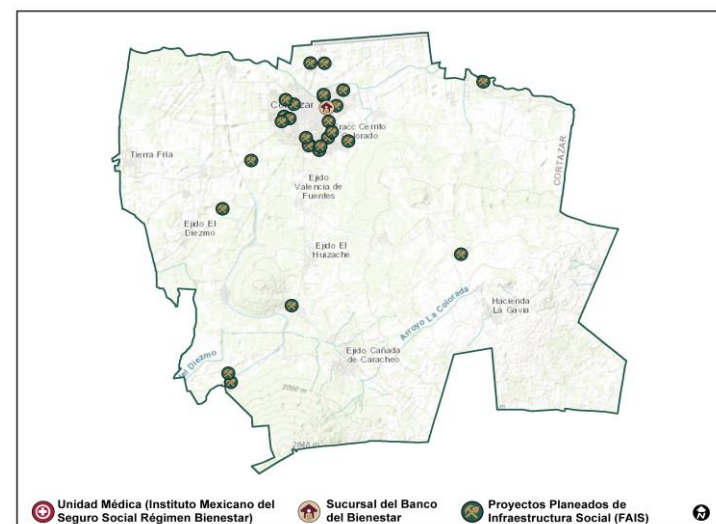 Cortazar
Fracc Cerrito
Colorado
Tierra Fría
CORTAZAR
Ejido
Valencia de
Fuentes
Ejido El
Diezmo
Ejido El
Huizache
Arroyo La Colorada
Hacienda
La Gavia
Ejido Cañada
de Caracheo
el Diezmo
2000 m
m
Unidad Médica (Instituto Mexicano del
Seguro Social Régimen Bienestar)
Sucursal del Banco
del Bienestar
Proyectos Planeados de
Infraestructura Social (FAIS)